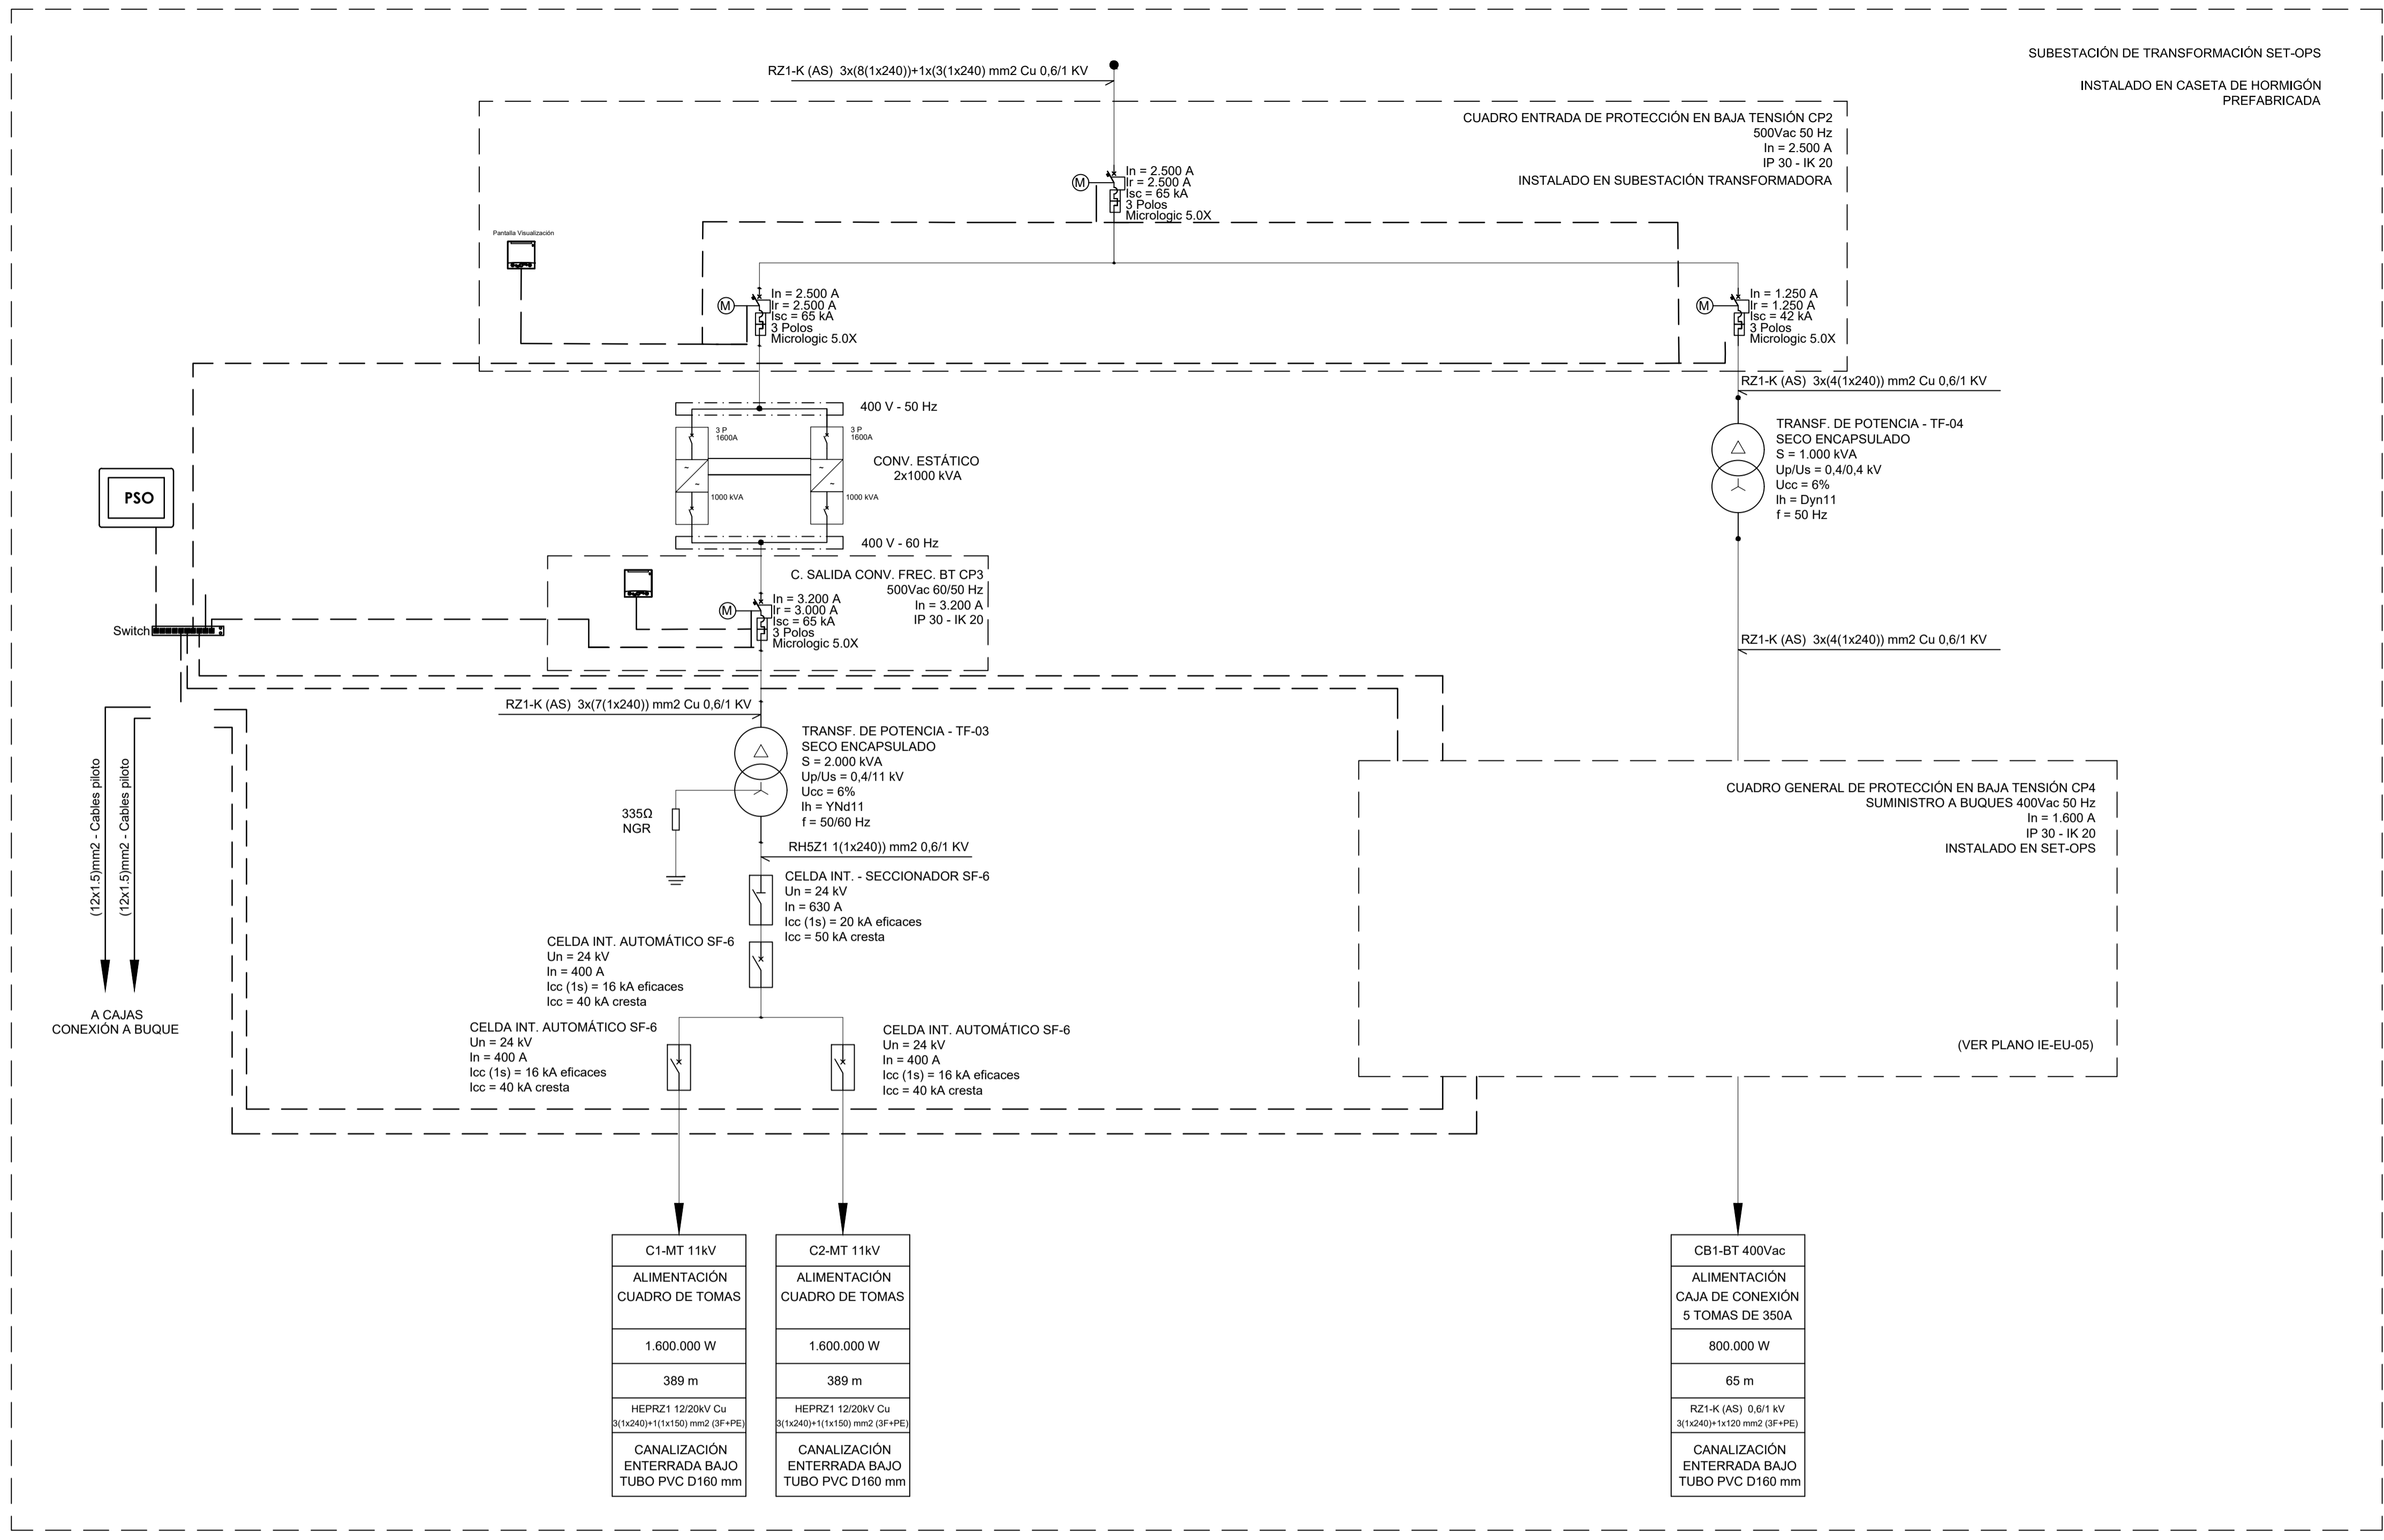 SUBESTACIÓN DE TRANSFORMACIÓN SET-OPS
INSTALADO EN CASETA DE HORMIGÓN
PREFABRICADA
RZ1-K (AS)  3x(8(1x240))+1x(3(1x240) mm2 Cu 0,6/1 KV
CUADRO ENTRADA DE PROTECCIÓN EN BAJA TENSIÓN CP2
500Vac 50 Hz
In = 2.500 A
IP 30 - IK 20
INSTALADO EN SUBESTACIÓN TRANSFORMADORA
M
In = 2.500 A
Ir = 2.500 A
Isc = 65 kA
3 Polos
Micrologic 5.0X
Pantalla Visualización
M
In = 2.500 A
Ir = 2.500 A
Isc = 65 kA
3 Polos
Micrologic 5.0X
M
In = 1.250 A
Ir = 1.250 A
Isc = 42 kA
3 Polos
Micrologic 5.0X
RZ1-K (AS)  3x(4(1x240)) mm2 Cu 0,6/1 KV
400 V - 50 Hz
3 P
1600A
3 P
1600A
~
~
~
~
CONV. ESTÁTICO
2x1000 kVA
1000 kVA
1000 kVA
400 V - 60 Hz
TRANSF. DE POTENCIA - TF-04
SECO ENCAPSULADO
S = 1.000 kVA
Up/Us = 0,4/0,4 kV
Ucc = 6%
Ih = Dyn11
f = 50 Hz
PSO
Switch
C. SALIDA CONV. FREC. BT CP3
500Vac 60/50 Hz
In = 3.200 A
IP 30 - IK 20
M
In = 3.200 A
Ir = 3.000 A
Isc = 65 kA
3 Polos
Micrologic 5.0X
RZ1-K (AS)  3x(4(1x240)) mm2 Cu 0,6/1 KV
RZ1-K (AS)  3x(7(1x240)) mm2 Cu 0,6/1 KV
TRANSF. DE POTENCIA - TF-03
SECO ENCAPSULADO
S = 2.000 kVA
Up/Us = 0,4/11 kV
Ucc = 6%
Ih = YNd11
f = 50/60 Hz
335Ω
NGR
RH5Z1 1(1x240)) mm2 0,6/1 KV
CELDA INT. - SECCIONADOR SF-6
Un = 24 kV
In = 630 A
Icc (1s) = 20 kA eficaces
Icc = 50 kA cresta
CELDA INT. AUTOMÁTICO SF-6
Un = 24 kV
In = 400 A
Icc (1s) = 16 kA eficaces
Icc = 40 kA cresta
CELDA INT. AUTOMÁTICO SF-6
Un = 24 kV
In = 400 A
Icc (1s) = 16 kA eficaces
Icc = 40 kA cresta
CELDA INT. AUTOMÁTICO SF-6
Un = 24 kV
In = 400 A
Icc (1s) = 16 kA eficaces
Icc = 40 kA cresta
(12x1.5)mm2 - Cables piloto
(12x1.5)mm2 - Cables piloto
A CAJAS
CONEXIÓN A BUQUE
CUADRO GENERAL DE PROTECCIÓN EN BAJA TENSIÓN CP4
SUMINISTRO A BUQUES 400Vac 50 Hz
In = 1.600 A
IP 30 - IK 20
INSTALADO EN SET-OPS
(VER PLANO IE-EU-05)
C1-MT 11kV
ALIMENTACIÓN
CUADRO DE TOMAS
1.600.000 W
389 m
HEPRZ1 12/20kV Cu
3(1x240)+1(1x150) mm2 (3F+PE)
CANALIZACIÓN
ENTERRADA BAJO
TUBO PVC D160 mm
C2-MT 11kV
ALIMENTACIÓN
CUADRO DE TOMAS
1.600.000 W
389 m
HEPRZ1 12/20kV Cu
3(1x240)+1(1x150) mm2 (3F+PE)
CANALIZACIÓN
ENTERRADA BAJO
TUBO PVC D160 mm
CB1-BT 400Vac
ALIMENTACIÓN
CAJA DE CONEXIÓN
5 TOMAS DE 350A
800.000 W
65 m
RZ1-K (AS)  0,6/1 kV
3(1x240)+1x120 mm2 (3F+PE)
CANALIZACIÓN
ENTERRADA BAJO
TUBO PVC D160 mm